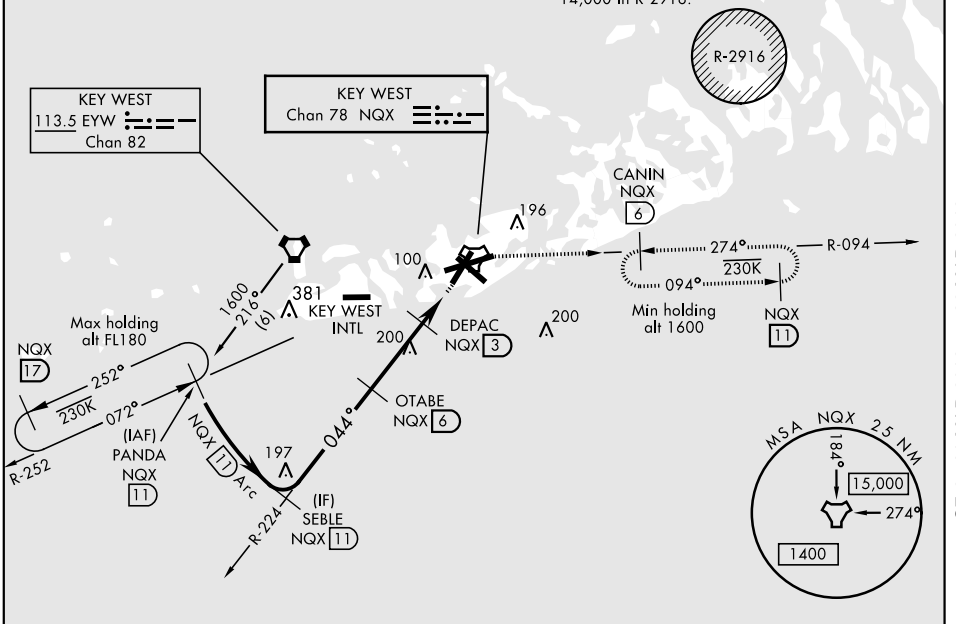 14,000 in R-2916.
R-2916
KEY WEST
113.5 EYW
Chan 82
KEY WEST
Chan 78 NQX
CANIN
NQX
6
196
100
274°
R-094
230K
094°
Min holding
alt 1600
NQX
11
1600
216°
(6)
381
KEY WEST
INTL
Max holding
alt FL180
NQX
17
252°
230K
072°
R-252
(IAF)
PANDA
NQX
11
NQX 11 Arc
200
DEPAC
NQX 3
200
OTABE
NQX 6
044°
197
(IF)
SEBLE
NQX 11
R-224
MSA NQX 25 NM
184°
15,000
274°
1400